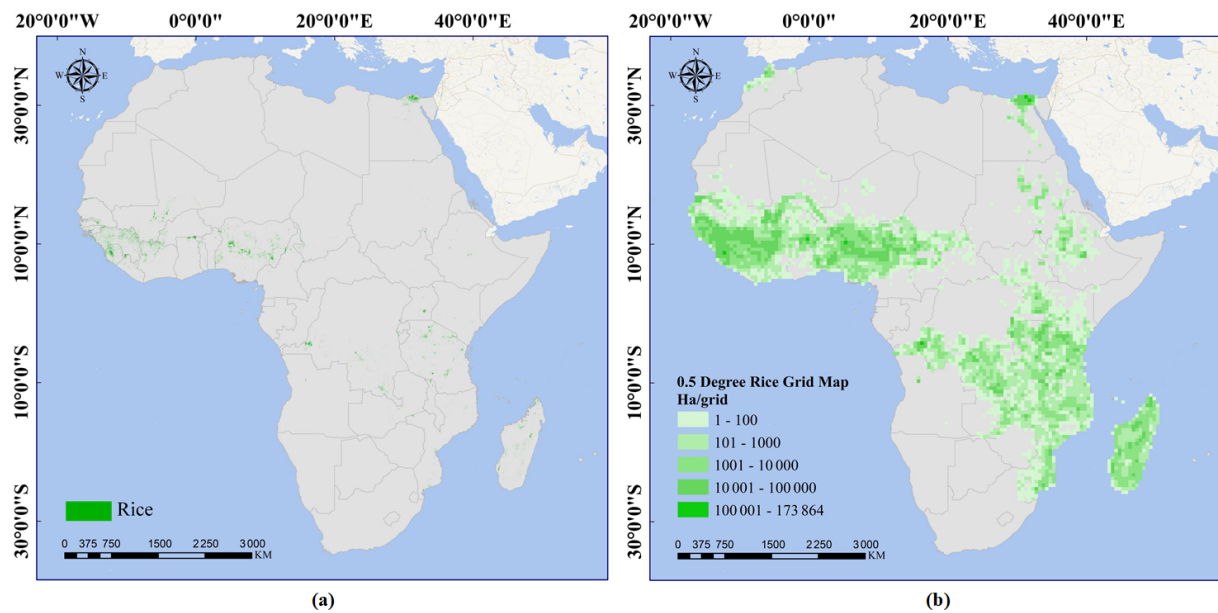 20°0'0"W 0°0'0" 20°0'0"E 40°0'0"E
N
W E
S
30°0'0"N
10°0'0"N
10°0'0"S
30°0'0"S
Rice
0 375 750 1500 2 250 3000
KM
(a)
20°0'0"W 0°0'0" 20°0'0"E 40°0'0"E
N
W E
S
30°0'0"N
10°0'0"N
10°0'0"S
30°0'0"S
0.5 Degree Rice Grid Map
Ha/grid
1 - 100
101 - 1000
1001 - 10 000
10 001 - 100 000
100 001 - 173 864
0 375 750 1500 2 250 3000
KM
(b)